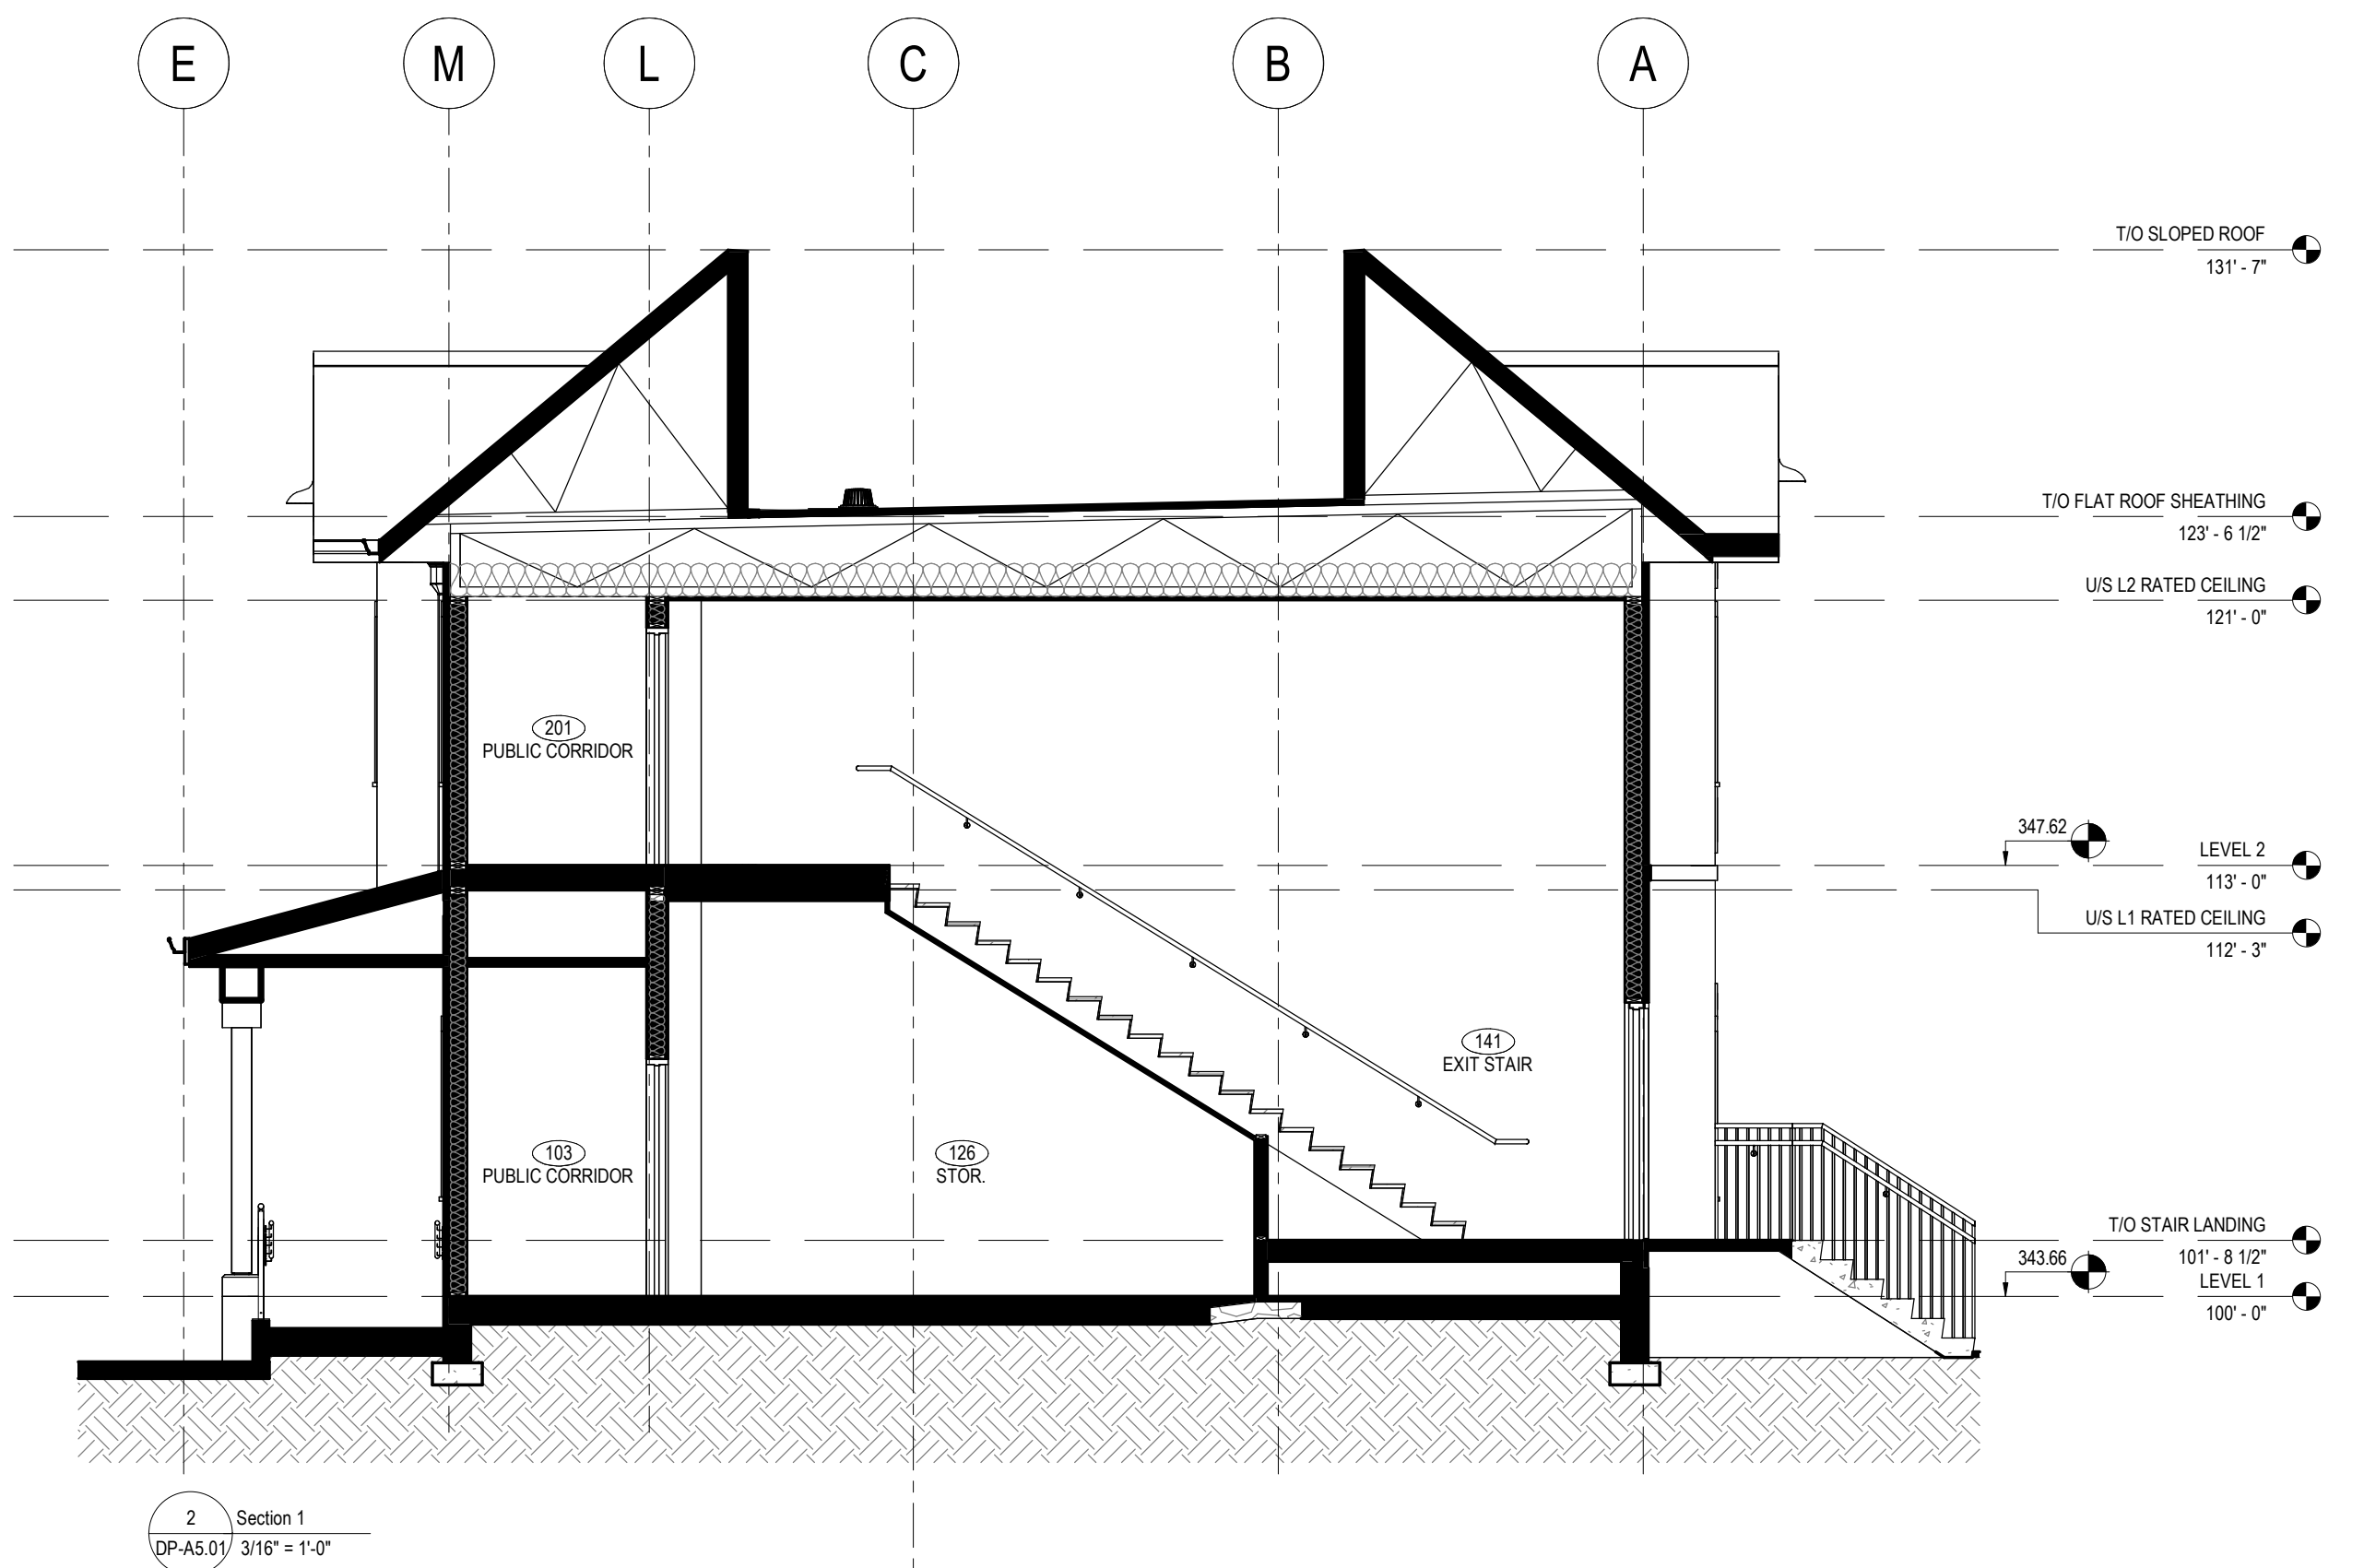 E
M
L
C
B
A
T/O SLOPED ROOF
131' - 7"
T/O FLAT ROOF SHEATHING
123' - 6 1/2"
U/S L2 RATED CEILING
121' - 0"
201
PUBLIC CORRIDOR
347.62
LEVEL 2
113' - 0"
U/S L1 RATED CEILING
112' - 3"
141
EXIT STAIR
103
PUBLIC CORRIDOR
126
STOR.
T/O STAIR LANDING
101' - 8 1/2"
343.66
LEVEL 1
100' - 0"
2
Section 1
DP-A5.01
3/16" = 1'-0"